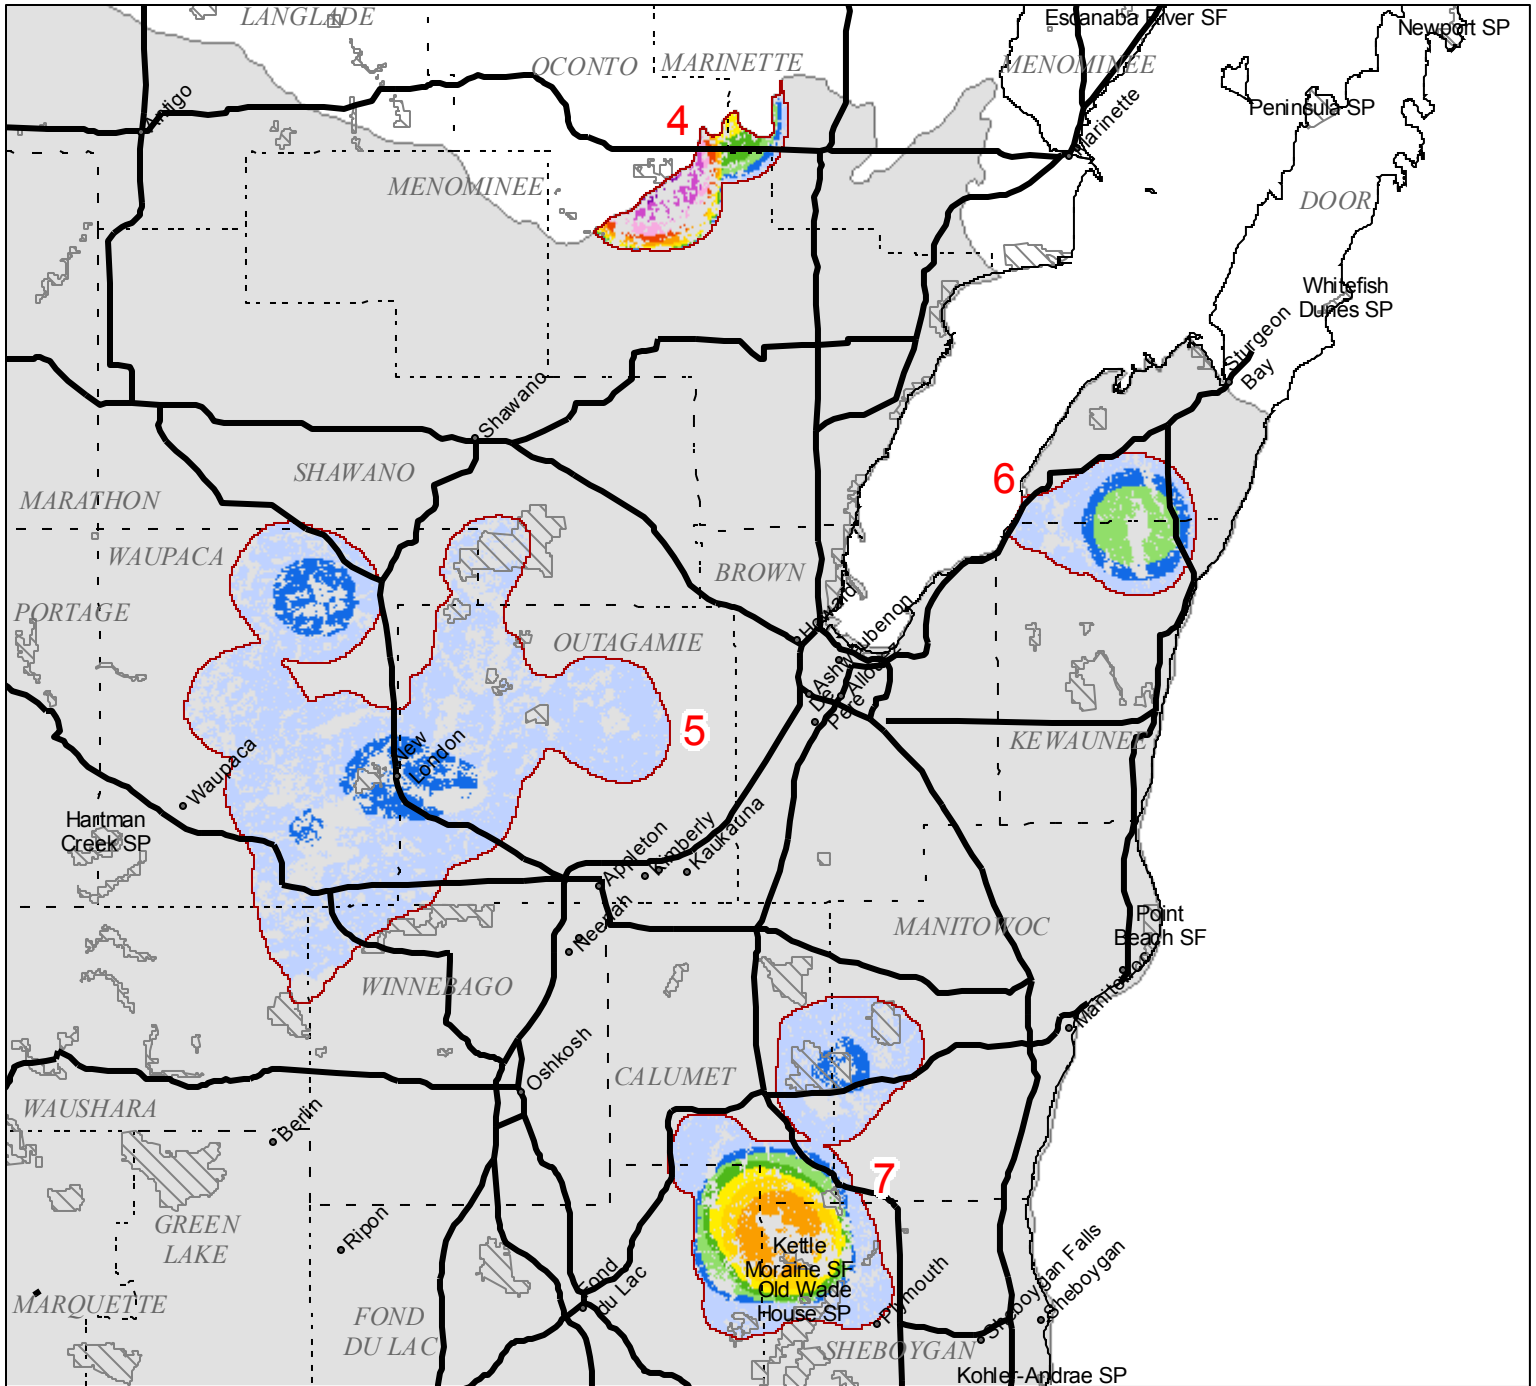 LANGLADE
Escanaba River SF
Newport SP
OCONTO
MARINETTE
MENOMINEE
Antigo
4
Peninsula SP
Marinette
MENOMINEE
DOOR
Whitefish
Dunes SP
Sturgeon
Bay
Shawano
SHAWANO
6
MARATHON
WAUPACA
BROWN
PORTAGE
Howard
OUTAGAMIE
Ashwaubenon
Allouez
De
Pere
5
KEWAUNEE
New
London
Waupaca
Hartman
Creek SP
Appleton
Kimberly
Kaukauna
Neenah
MANITOWOC
Point
Beach SF
WINNEBAGO
Manitowoc
Oshkosh
CALUMET
WAUSHARA
Berlin
7
GREEN
LAKE
Ripon
Kettle
Moraine SF
Old Wade
House SP
Plymouth
Sheboygan Falls
Sheboygan
MARQUETTE
Fond
du Lac
FOND
DU LAC
SHEBOYGAN
Kohler-Andrae SP